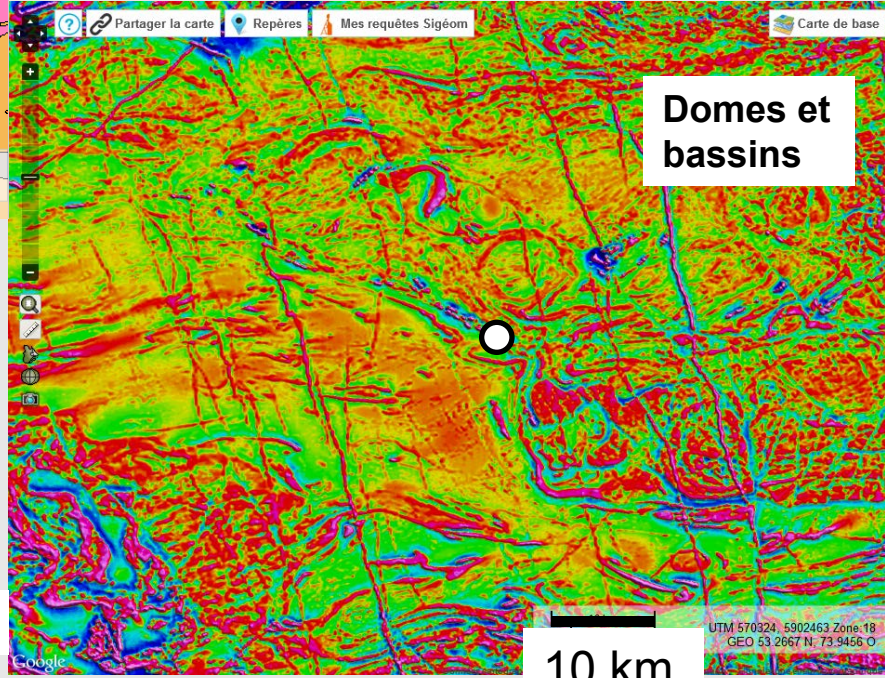 ?
Partager la carte
Repères
Mes requêtes Sigéom
Carte de base
Domes et
bassins
UTM 570324, 5902463 Zone:18
GEO 53.2667 N, 73.9456 O
10 km
Google